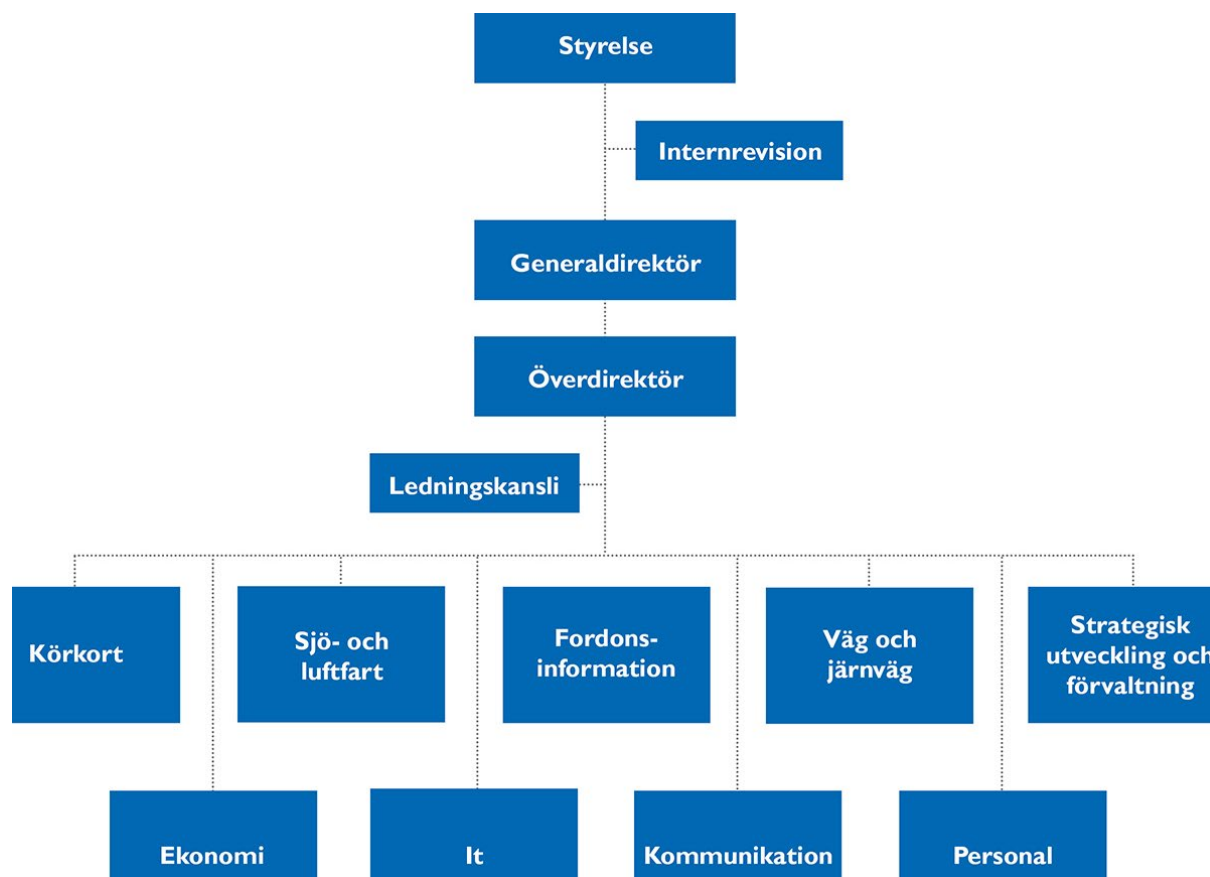 Styrelse
Internrevision
Generaldirektör
Överdirektör
Ledningskansli
Körkort
Sjö- och
luftfart
Fordons-
information
Väg och
järnväg
Strategisk
utveckling och
förvaltning
Ekonomi
It
Kommunikation
Personal